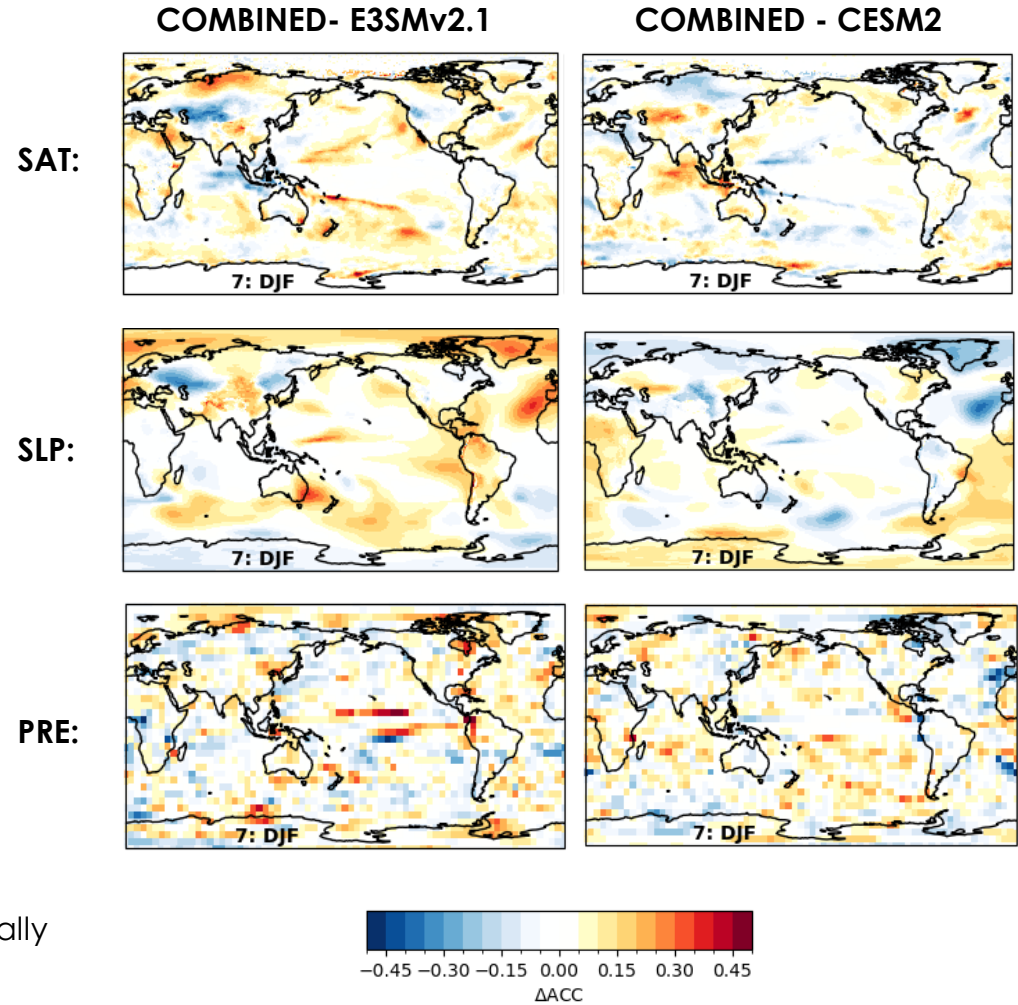 COMBINED- E3SMv2.1
COMBINED - CESM2
SAT:
7: DJF
7: DJF
SLP:
7: DJF
7: DJF
PRE:
7: DJF
7: DJF
ally
−0.45 −0.30 −0.15 0.00 0.15 0.30 0.45
ΔACC